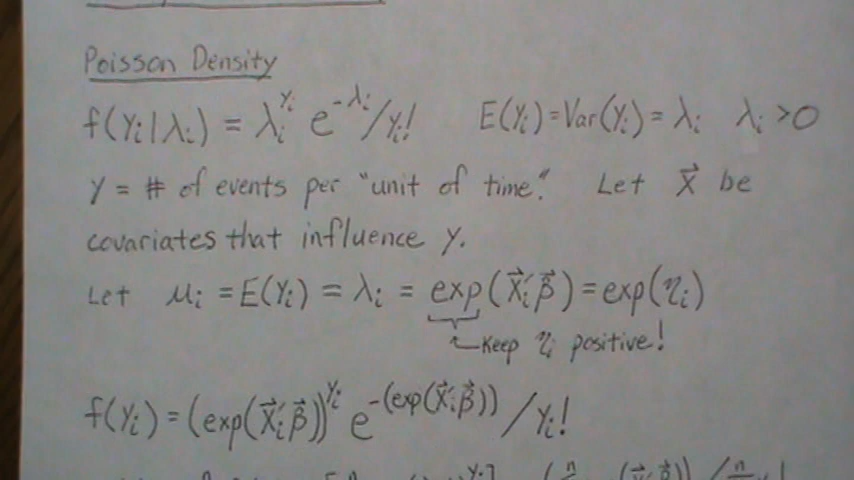 Poisson Density
f(Yi|λi) = λi^Yi e^-λi/Yi!   E(Yi)=Var(Yi)=λi   λi>0
Y = # of events per "unit of time." Let X⃗ be
covariates that influence Y.
Let μi = E(Yi) = λi = exp(X⃗i'β⃗) = exp(ηi)
Keep ηi positive!
f(Yi) = (exp(X⃗i'β⃗))^Yi e^-(exp(X⃗i'β⃗)) / Yi!